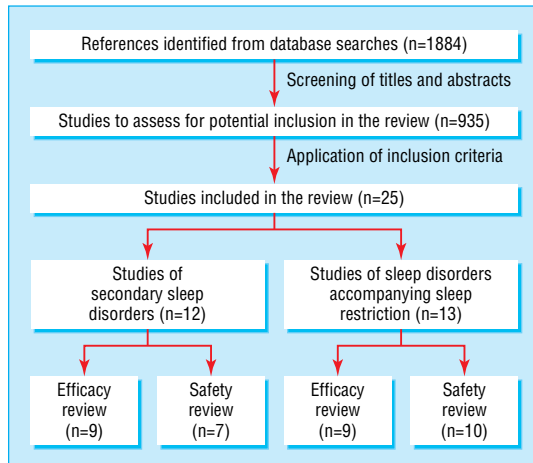 References identified from database searches (n=1884)
Screening of titles and abstracts
Studies to assess for potential inclusion in the review (n=935)
Application of inclusion criteria
Studies included in the review (n=25)
Studies of
secondary sleep
disorders (n=12)
Studies of sleep disorders
accompanying sleep
restriction (n=13)
Efficacy
review
(n=9)
Safety
review
(n=7)
Efficacy
review
(n=9)
Safety
review
(n=10)